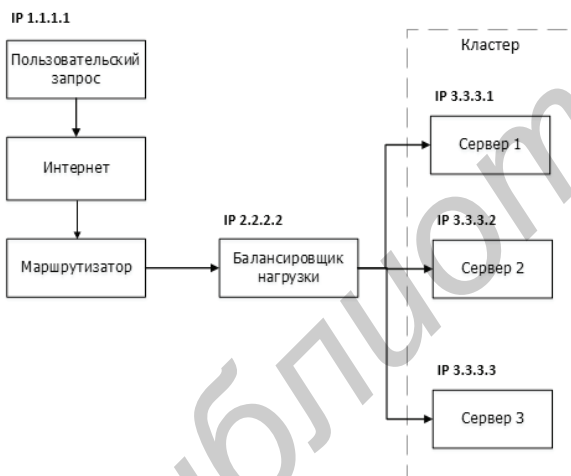 IP 1.1.1.1
Пользовательский
запрос
Интернет
Маршрутизатор
IP 2.2.2.2
Балансировщик
нагрузки
Кластер
IP 3.3.3.1
Сервер 1
IP 3.3.3.2
Сервер 2
IP 3.3.3.3
Сервер 3